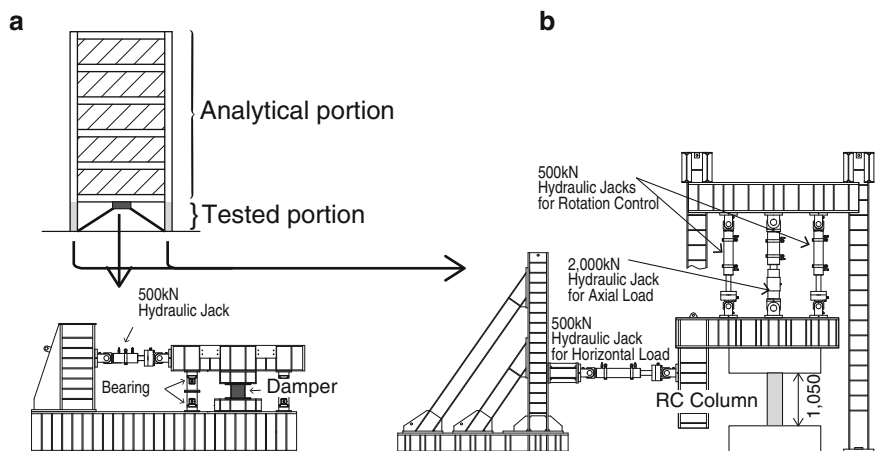 a
Analytical portion
Tested portion
500kN
Hydraulic Jack
Bearing
Damper
b
500kN
Hydraulic Jacks
for Rotation Control
2,000kN
Hydraulic Jack
for Axial Load
500kN
Hydraulic Jack
for Horizontal Load
RC Column
1,050